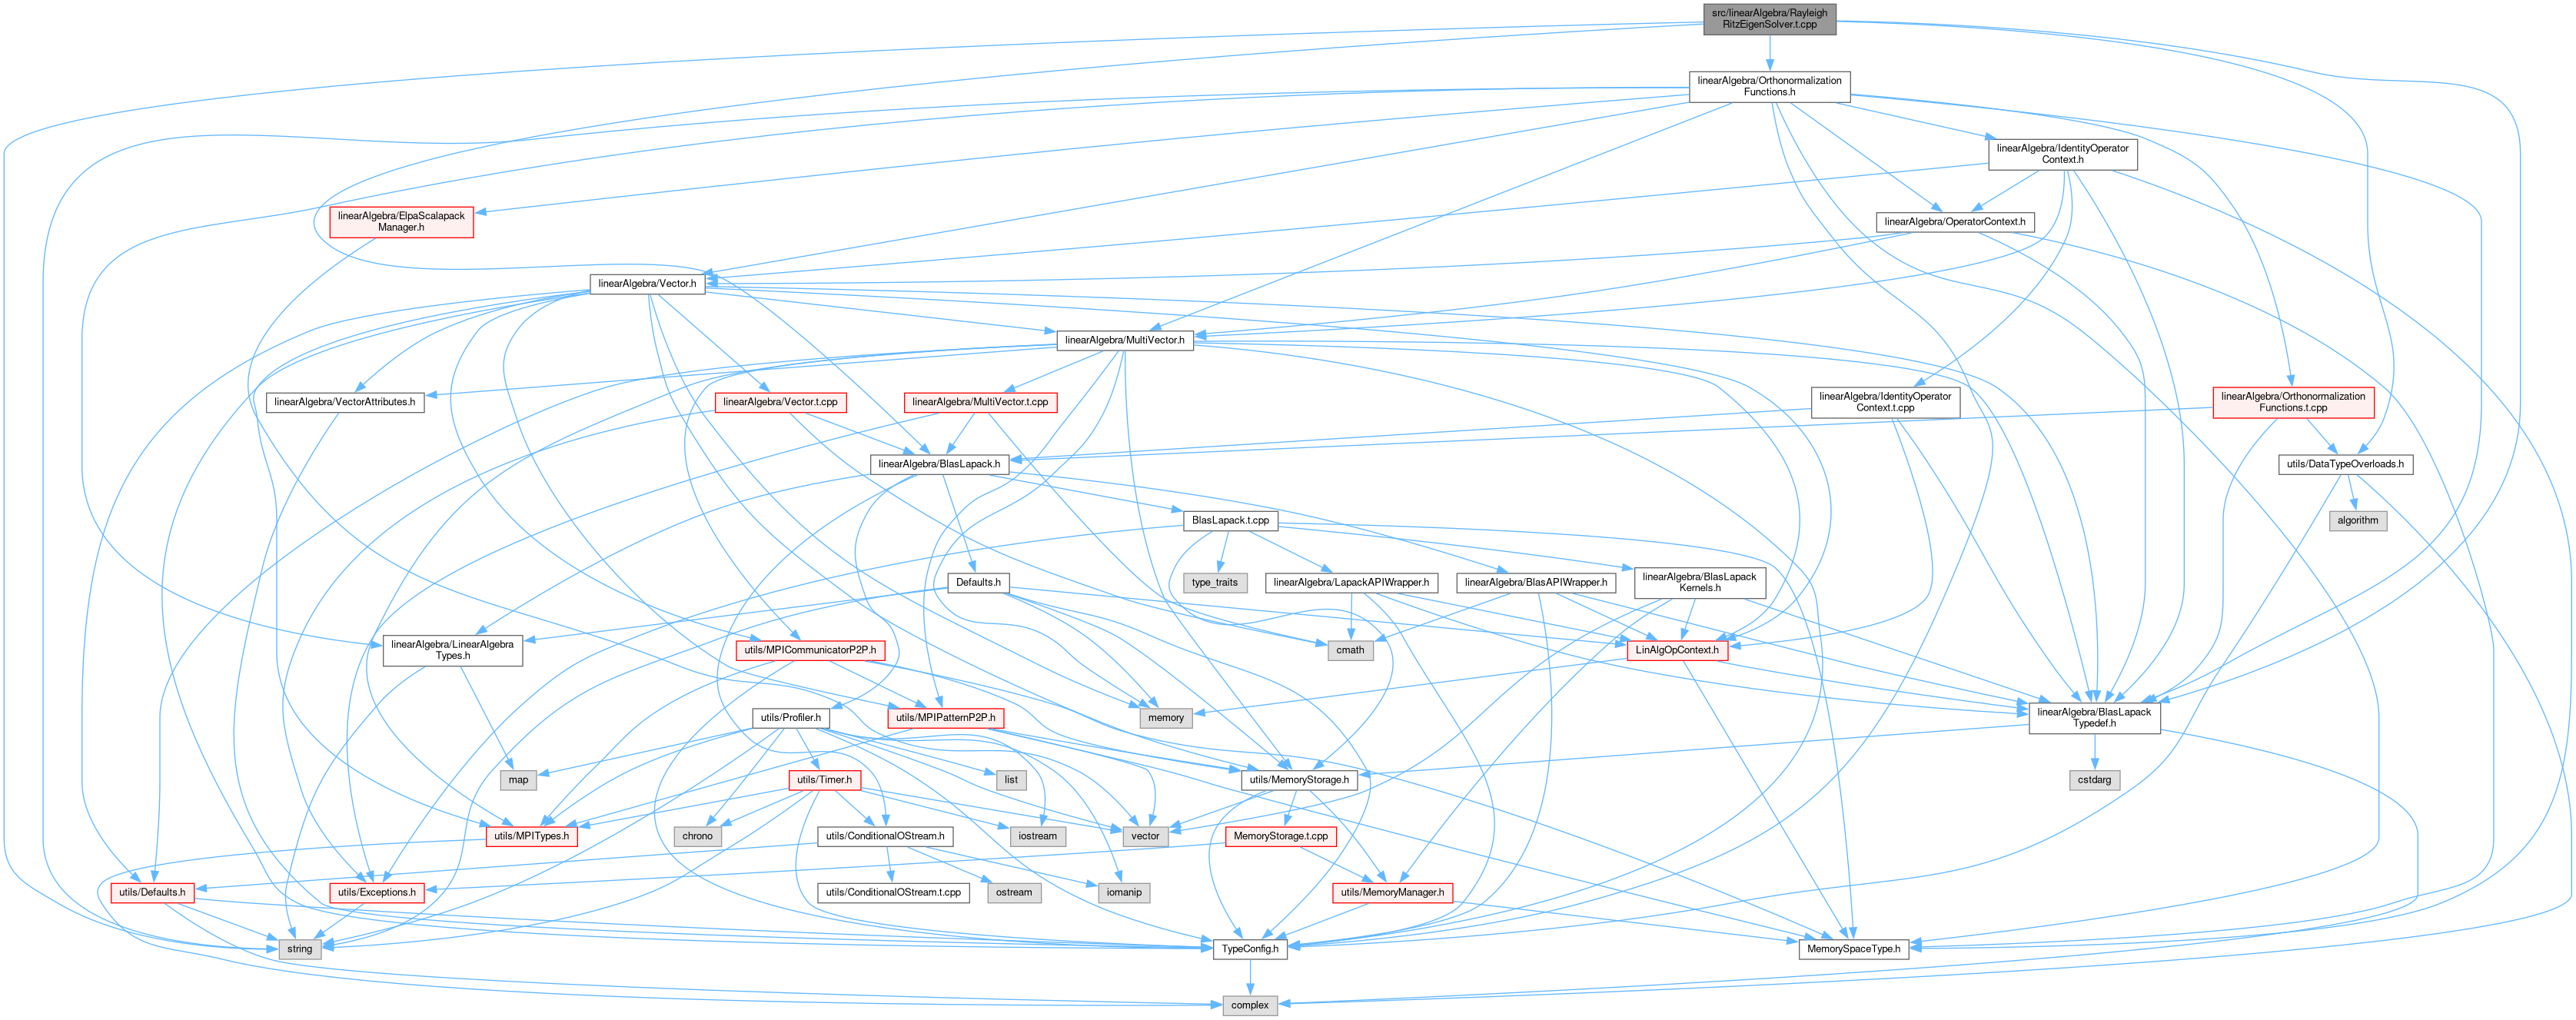 src/linearAlgebra/Rayleigh
RitzEigenSolver.t.cpp
linearAlgebra/Orthonormalization
Functions.h
linearAlgebra/IdentityOperator
Context.h
linearAlgebra/ElpaScalapack
Manager.h
linearAlgebra/OperatorContext.h
linearAlgebra/Vector.h
linearAlgebra/MultiVector.h
linearAlgebra/VectorAttributes.h
linearAlgebra/Vector.t.cpp
linearAlgebra/MultiVector.t.cpp
linearAlgebra/IdentityOperator
Context.t.cpp
linearAlgebra/Orthonormalization
Functions.t.cpp
linearAlgebra/BlasLapack.h
utils/DataTypeOverloads.h
BlasLapack.t.cpp
algorithm
Defaults.h
type_traits
linearAlgebra/LapackAPIWrapper.h
linearAlgebra/BlasAPIWrapper.h
linearAlgebra/BlasLapack
Kernels.h
linearAlgebra/LinearAlgebra
Types.h
utils/MPICommunicatorP2P.h
cmath
LinAlgOpContext.h
utils/Profiler.h
utils/MPIPatternP2P.h
memory
linearAlgebra/BlasLapack
Typedef.h
map
utils/Timer.h
list
utils/MemoryStorage.h
cstdarg
utils/MPITypes.h
chrono
utils/ConditionalOStream.h
iostream
vector
MemoryStorage.t.cpp
utils/Defaults.h
utils/Exceptions.h
utils/ConditionalOStream.t.cpp
ostream
iomanip
utils/MemoryManager.h
string
TypeConfig.h
MemorySpaceType.h
complex